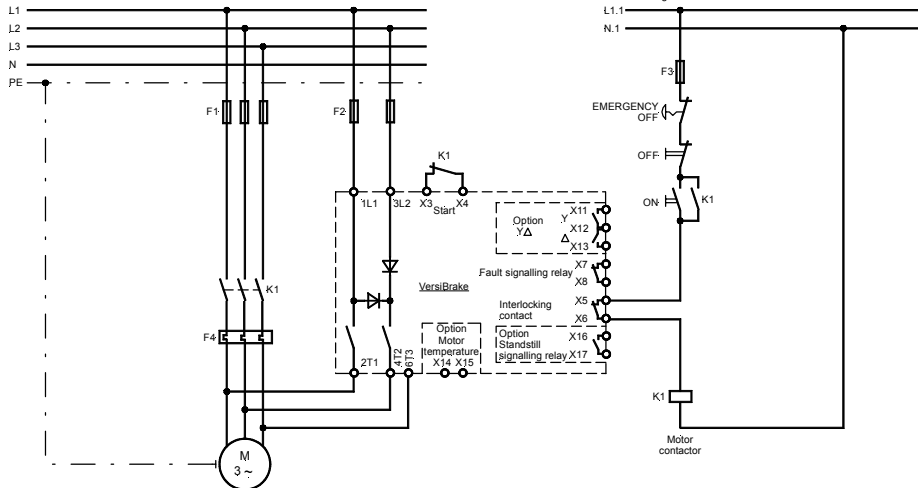 L1
L2
L3
N
PE
F1
F2
K1
1L1
3L2
X3
X4
Start
Option
Y△
Y
△
X11
X12
X13
X7
Fault signalling relay
X8
VersiBrake
X5
Interlocking
contact
X6
Option
Standstill
signalling relay
X16
X17
Option
Motor
temperature
X14
X15
2T1
4T2
6T3
K1
F4
M
3 ~
L1.1
N.1
F3
EMERGENCY
OFF
OFF
ON
K1
K1
Motor
contactor